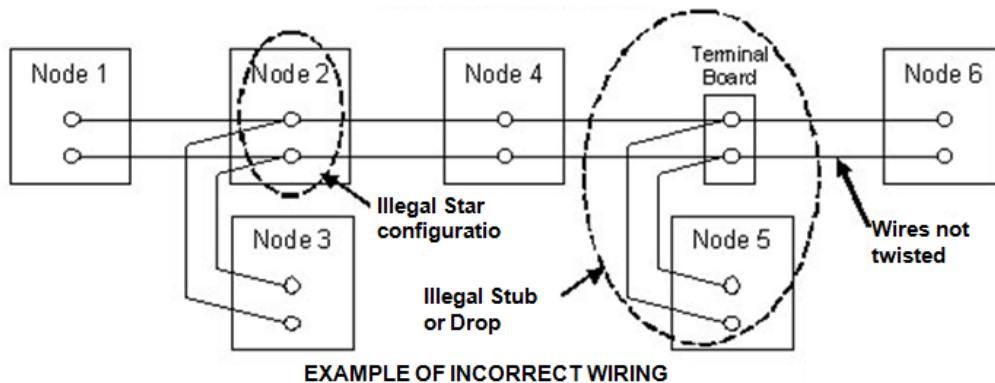 Node 1
Node 2
Node 4
Terminal
Board
Node 6
Illegal Star
configuratio
Node 3
Node 5
Wires not
twisted
Illegal Stub
or Drop
EXAMPLE OF INCORRECT WIRING